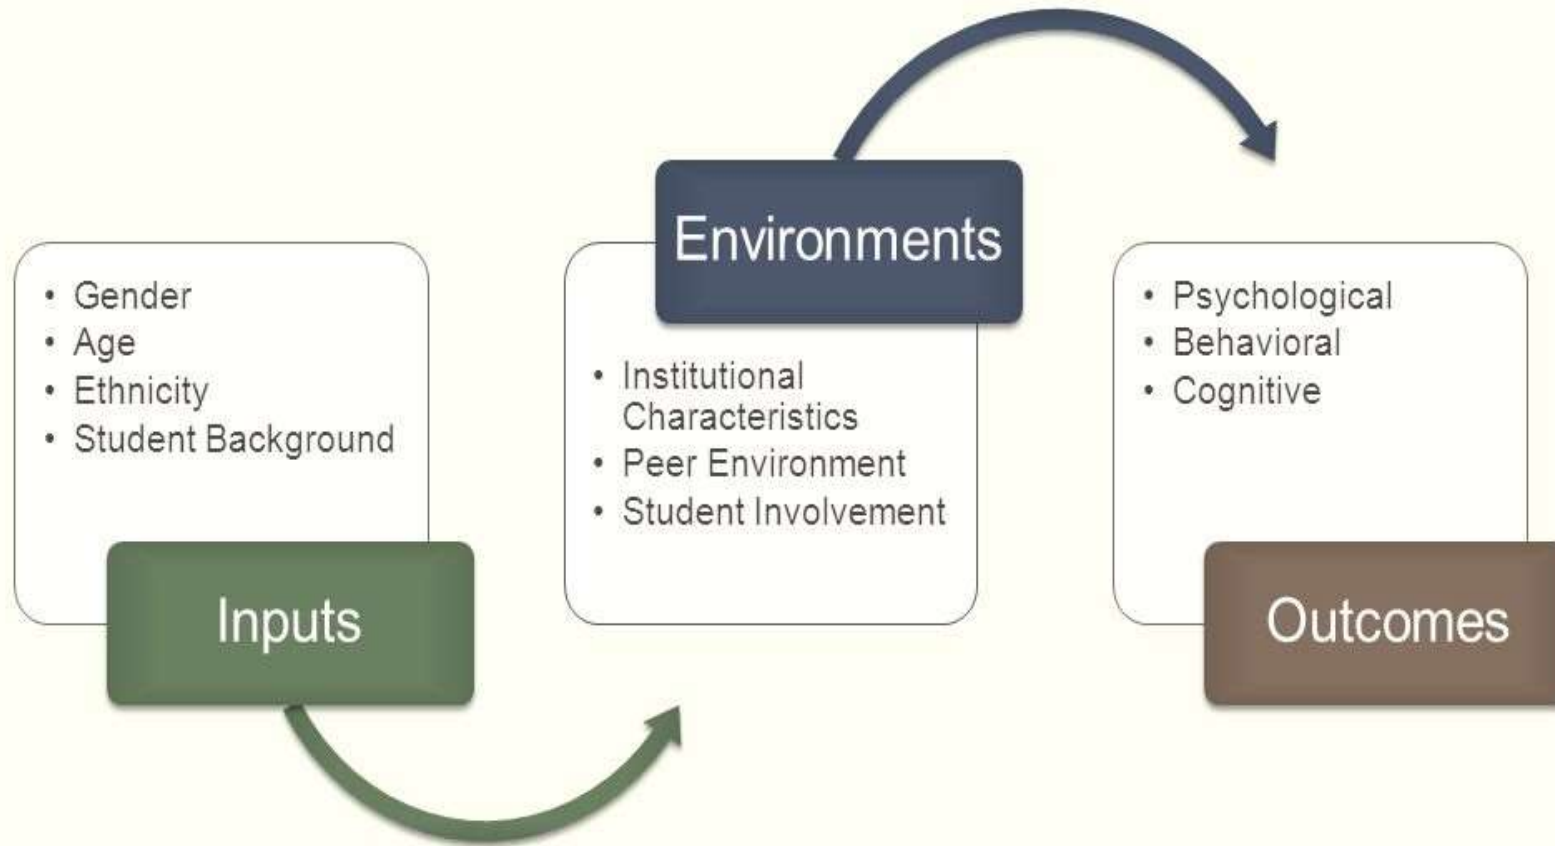 • Gender
• Age
• Ethnicity
• Student Background
Inputs
Environments
• Institutional
Characteristics
• Peer Environment
• Student Involvement
• Psychological
• Behavioral
• Cognitive
Outcomes